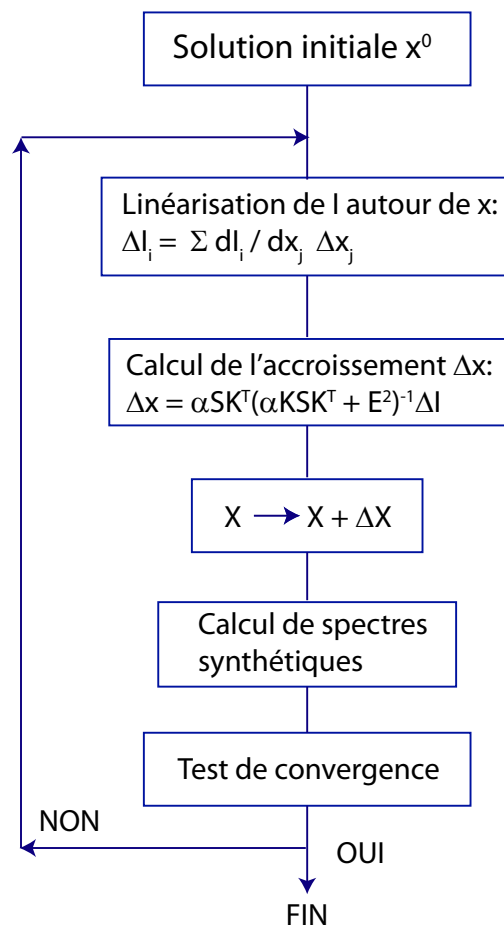 Solution initiale x⁰
Linéarisation de I autour de x:
ΔIᵢ = Σ dIᵢ / dxⱼ Δxⱼ
Calcul de l’accroissement Δx:
Δx = αSKᵀ(αKSKᵀ + E²)⁻¹ΔI
X → X + ΔX
Calcul de spectres
synthétiques
Test de convergence
NON
OUI
FIN